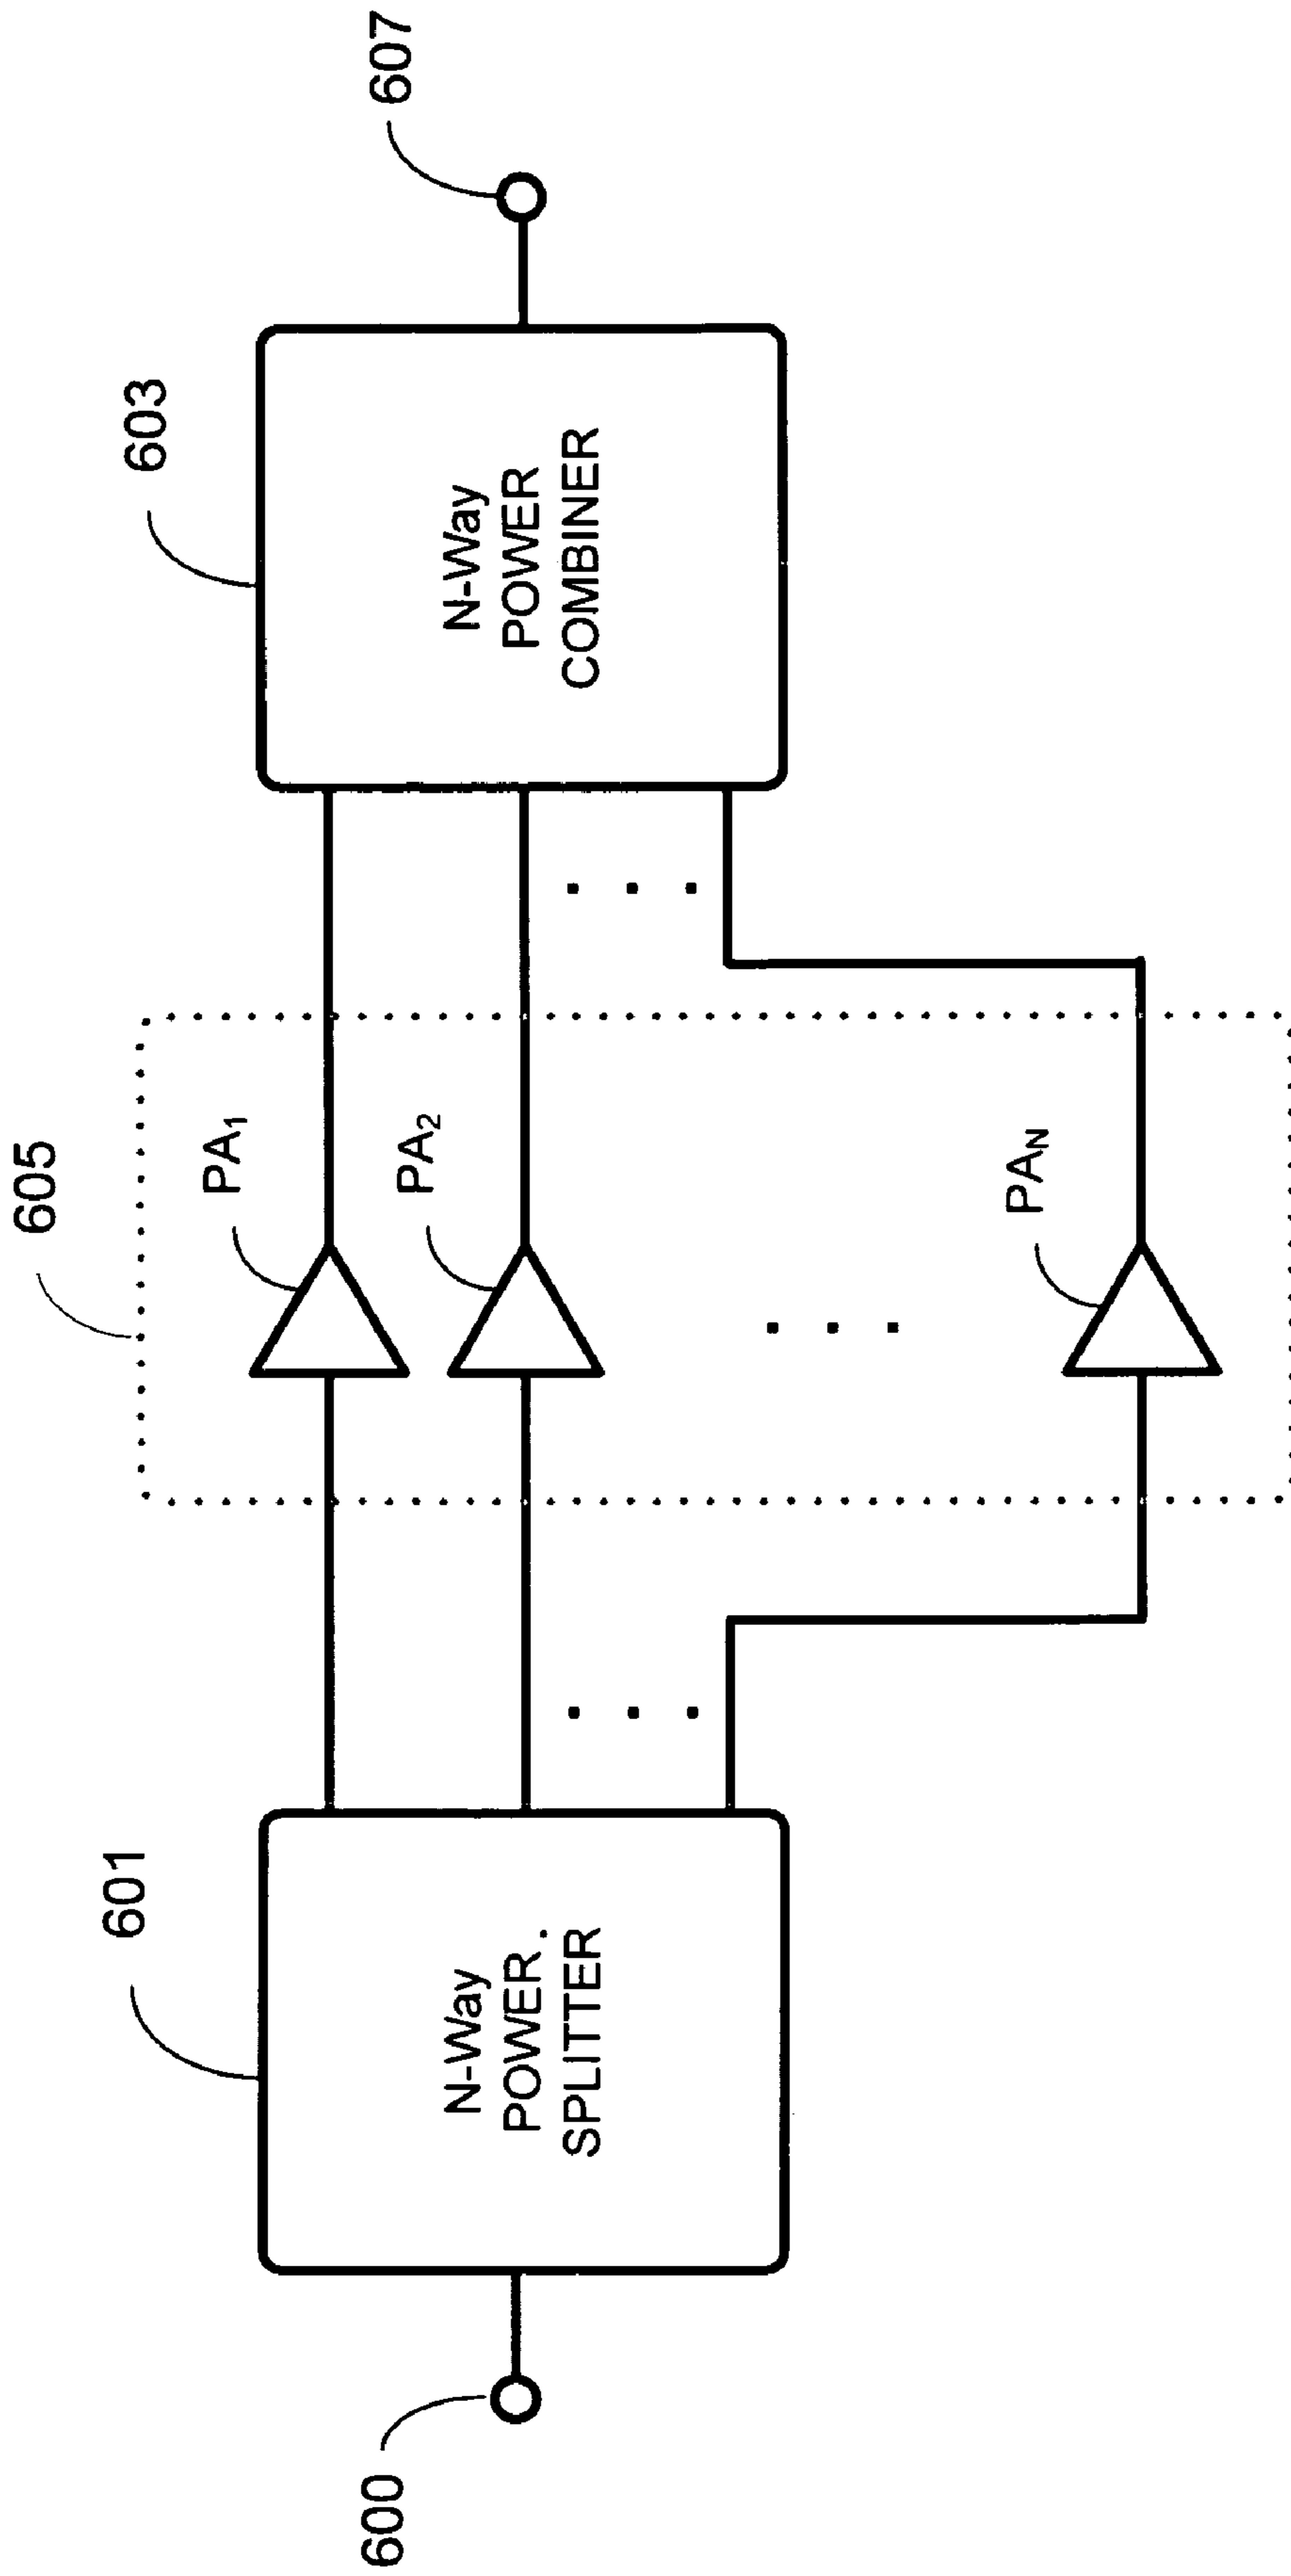 605
601
603
607
600
PA1
PA2
PAN
N-Way
POWER
SPLITTER
N-Way
POWER
COMBINER